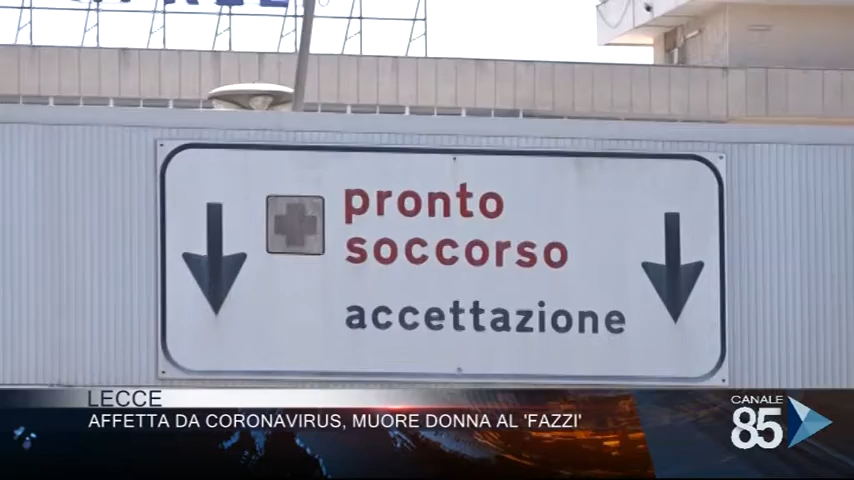 pronto
soccorso
accettazione
LECCE
AFFETTA DA CORONAVIRUS, MUORE DONNA AL 'FAZZI'
CANALE
85